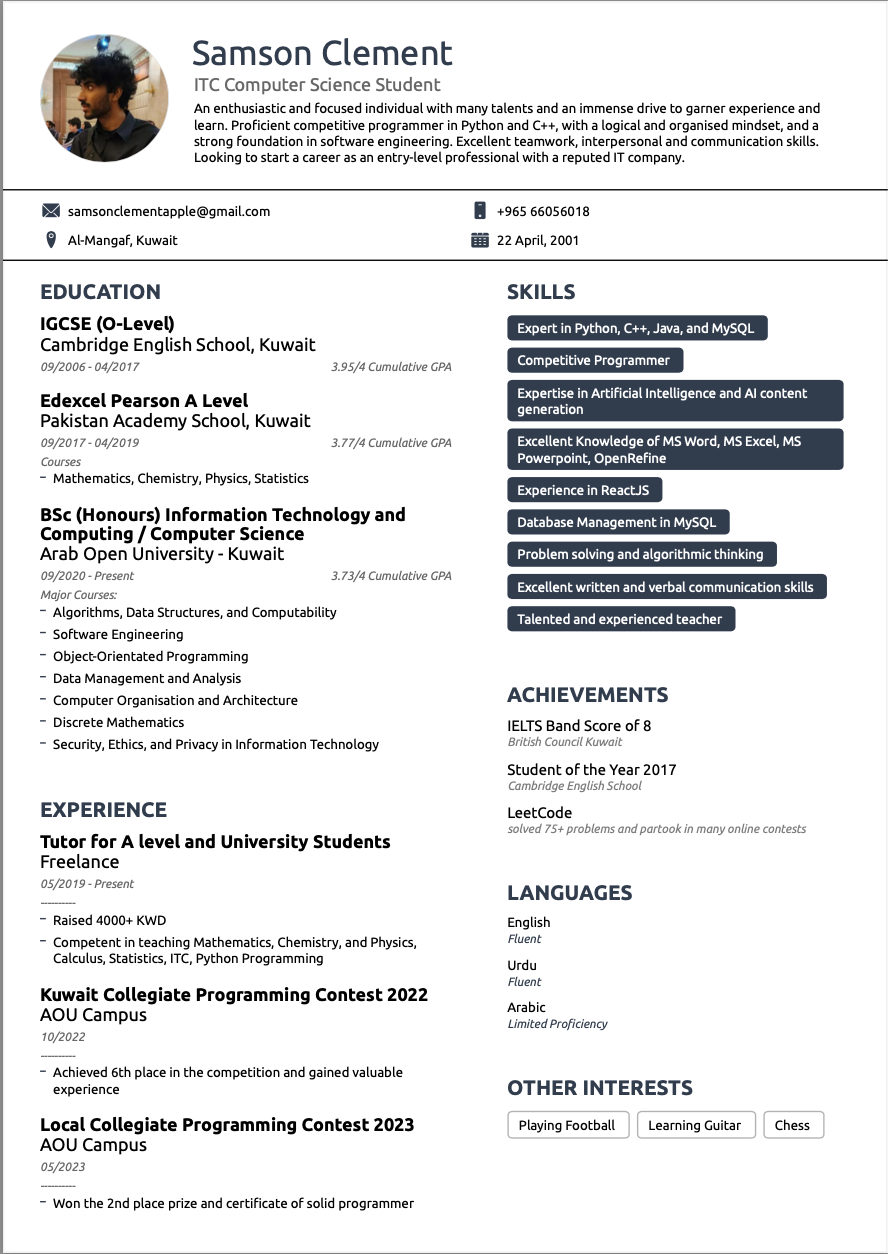 Samson Clement
ITC Computer Science Student
An enthusiastic and focused individual with many talents and an immense drive to garner experience and
learn. Proficient competitive programmer in Python and C++, with a logical and organised mindset, and a
strong foundation in software engineering. Excellent teamwork, interpersonal and communication skills.
Looking to start a career as an entry-level professional with a reputed IT company.
samsonclementapple@gmail.com
+965 66056018
Al-Mangaf, Kuwait
22 April, 2001
EDUCATION
IGCSE (O-Level)
Cambridge English School, Kuwait
09/2006 - 04/2017 3.95/4 Cumulative GPA
Edexcel Pearson A Level
Pakistan Academy School, Kuwait
09/2017 - 04/2019 3.77/4 Cumulative GPA
Courses
– Mathematics, Chemistry, Physics, Statistics
BSc (Honours) Information Technology and
Computing / Computer Science
Arab Open University - Kuwait
09/2020 - Present 3.73/4 Cumulative GPA
Major Courses:
– Algorithms, Data Structures, and Computability
– Software Engineering
– Object-Orientated Programming
– Data Management and Analysis
– Computer Organisation and Architecture
– Discrete Mathematics
– Security, Ethics, and Privacy in Information Technology
EXPERIENCE
Tutor for A level and University Students
Freelance
05/2019 - Present
----------
– Raised 4000+ KWD
– Competent in teaching Mathematics, Chemistry, and Physics,
Calculus, Statistics, ITC, Python Programming
Kuwait Collegiate Programming Contest 2022
AOU Campus
10/2022
----------
– Achieved 6th place in the competition and gained valuable
experience
Local Collegiate Programming Contest 2023
AOU Campus
05/2023
----------
– Won the 2nd place prize and certificate of solid programmer
SKILLS
Expert in Python, C++, Java, and MySQL
Competitive Programmer
Expertise in Artificial Intelligence and AI content
generation
Excellent Knowledge of MS Word, MS Excel, MS
Powerpoint, OpenRefine
Experience in ReactJS
Database Management in MySQL
Problem solving and algorithmic thinking
Excellent written and verbal communication skills
Talented and experienced teacher
ACHIEVEMENTS
IELTS Band Score of 8
British Council Kuwait
Student of the Year 2017
Cambridge English School
LeetCode
solved 75+ problems and partook in many online contests
LANGUAGES
English
Fluent
Urdu
Fluent
Arabic
Limited Proficiency
OTHER INTERESTS
Playing Football
Learning Guitar
Chess